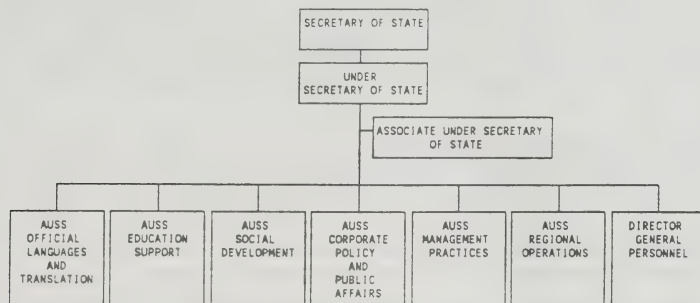 SECRETARY OF STATE
UNDER
SECRETARY OF STATE
ASSOCIATE UNDER SECRETARY
OF STATE
AUSS
OFFICIAL
LANGUAGES
AND
TRANSLATION
AUSS
EDUCATION
SUPPORT
AUSS
SOCIAL
DEVELOPMENT
AUSS
CORPORATE
POLICY
AND
PUBLIC
AFFAIRS
AUSS
MANAGEMENT
PRACTICES
AUSS
REGIONAL
OPERATIONS
DIRECTOR
GENERAL
PERSONNEL